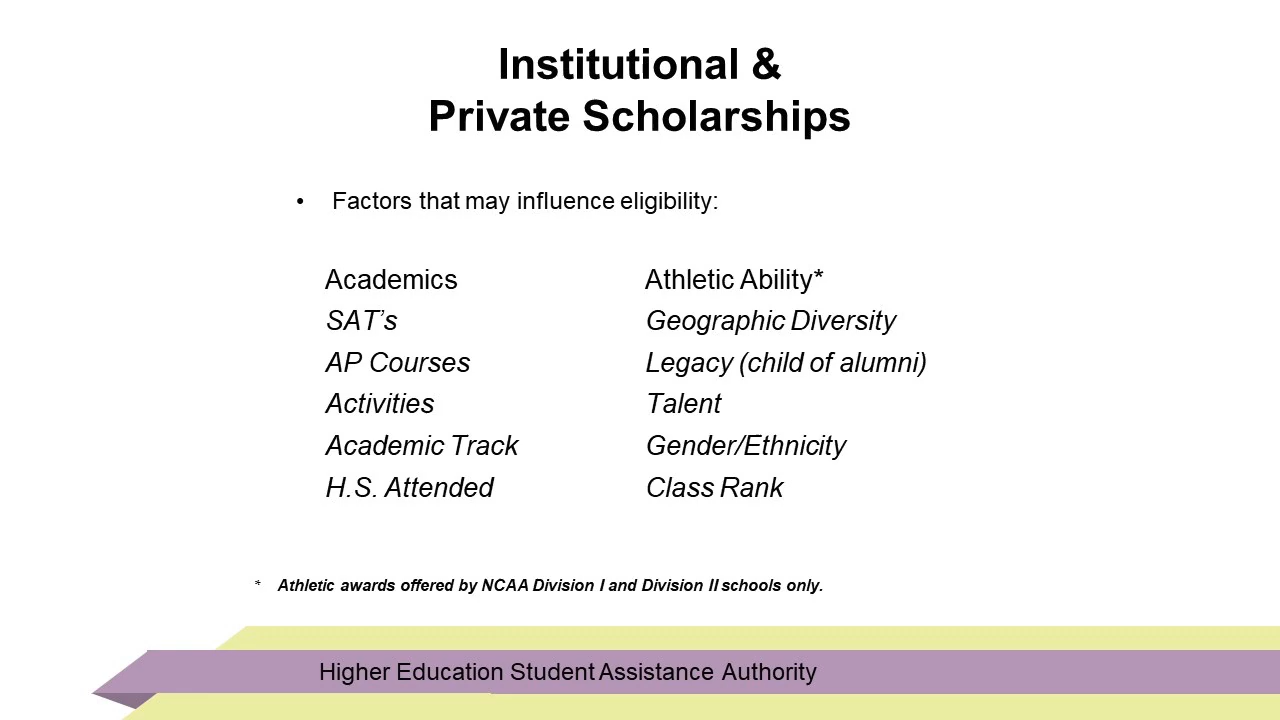 Institutional &
Private Scholarships
• Factors that may influence eligibility:
Academics
SAT’s
AP Courses
Activities
Academic Track
H.S. Attended
Athletic Ability*
Geographic Diversity
Legacy (child of alumni)
Talent
Gender/Ethnicity
Class Rank
* Athletic awards offered by NCAA Division I and Division II schools only.
Higher Education Student Assistance Authority